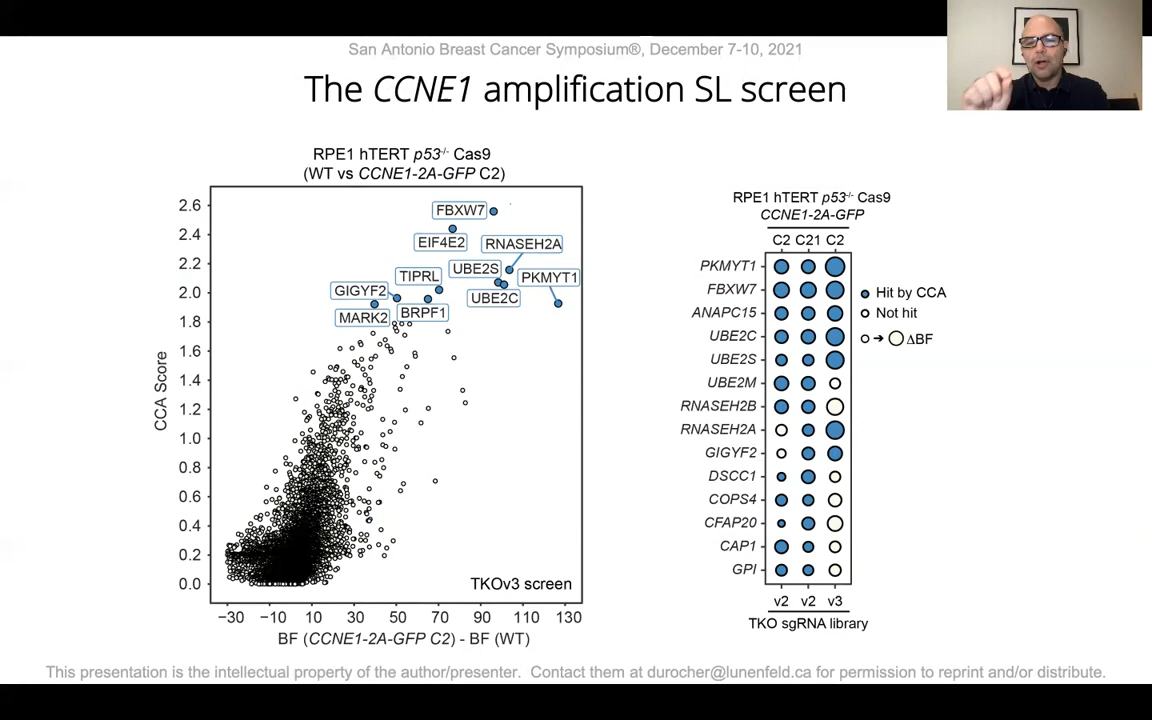 San Antonio Breast Cancer Symposium®, December 7-10, 2021
The CCNE1 amplification SL screen
RPE1 hTERT p53-/- Cas9
(WT vs CCNE1-2A-GFP C2)
CCA Score
2.6
2.4
2.2
2.0
1.8
1.6
1.4
1.2
1.0
0.8
0.6
0.4
0.2
0.0
FBXW7
EIF4E2
RNASEH2A
UBE2S
PKMYT1
TIPRL
GIGYF2
UBE2C
MARK2
BRPF1
TKOv3 screen
−30 −10 10 30 50 70 90 110 130
BF (CCNE1-2A-GFP C2) - BF (WT)
RPE1 hTERT p53-/- Cas9
CCNE1-2A-GFP
C2 C21 C2
PKMYT1
FBXW7
ANAPC15
UBE2C
UBE2S
UBE2M
RNASEH2B
RNASEH2A
GIGYF2
DSCC1
COPS4
CFAP20
CAP1
GPI
v2 v2 v3
TKO sgRNA library
Hit by CCA
Not hit
ΔBF
This presentation is the intellectual property of the author/presenter. Contact them at durocher@lunenfeld.ca for permission to reprint and/or distribute.